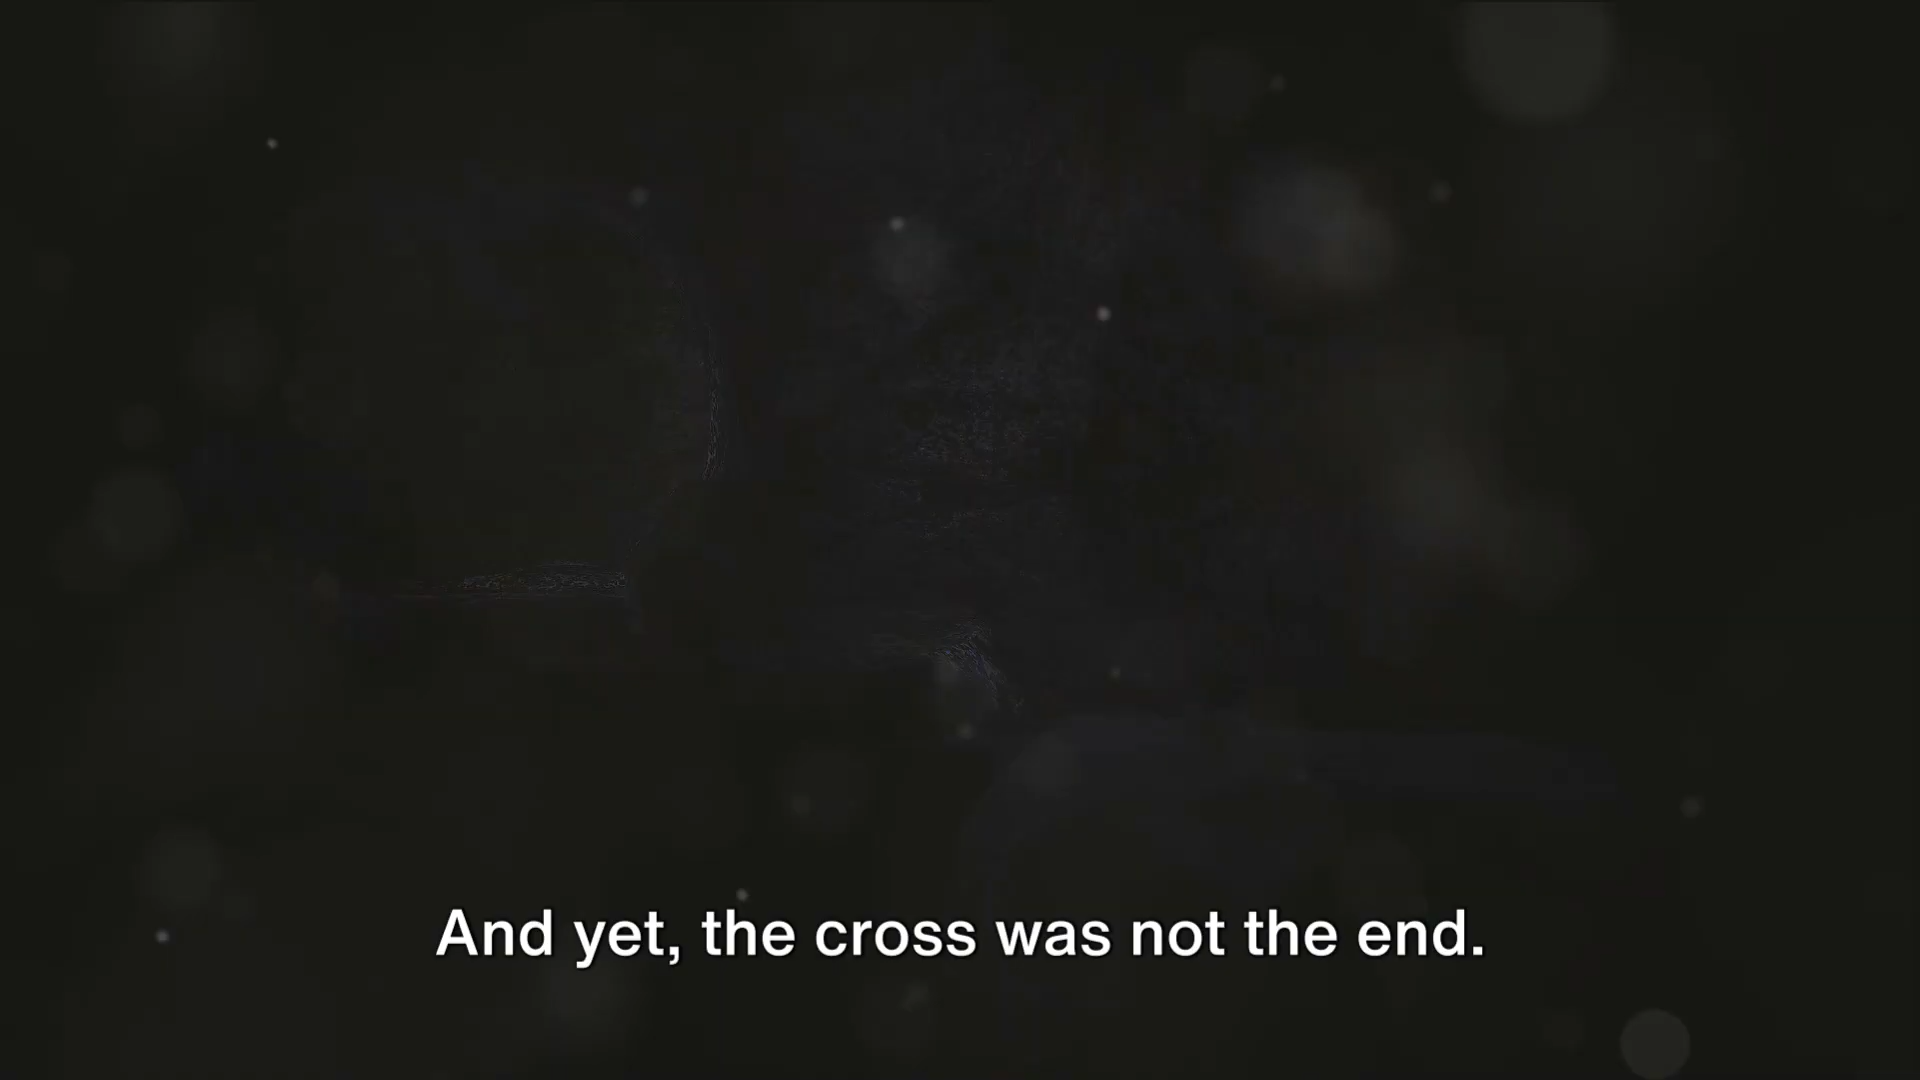 And yet, the cross was not the end.